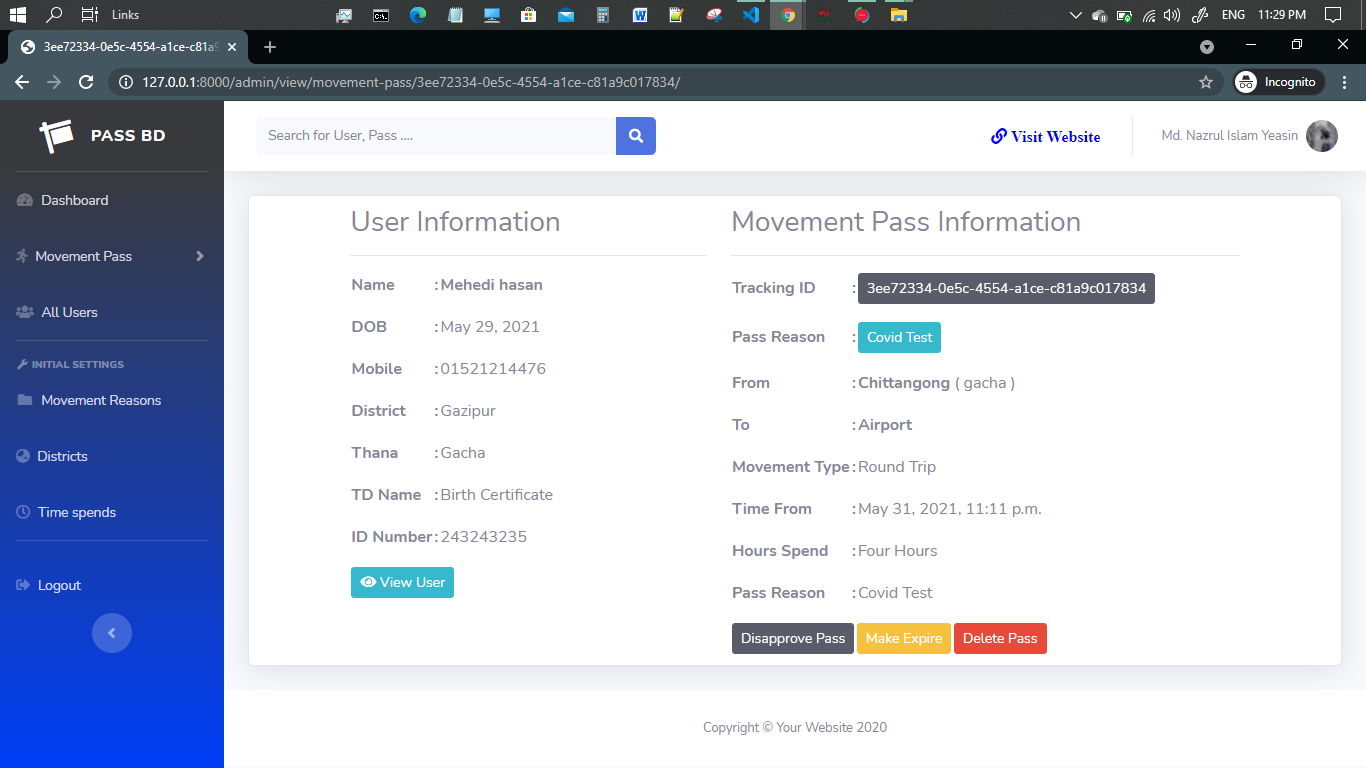 Links
ENG 11:29 PM
3ee72334-0e5c-4554-a1ce-c81a9
127.0.0.1:8000/admin/view/movement-pass/3ee72334-0e5c-4554-a1ce-c81a9c017834/
Incognito
PASS BD
Search for User, Pass ....
Visit Website
Md. Nazrul Islam Yeasin
Dashboard
Movement Pass
All Users
INITIAL SETTINGS
Movement Reasons
Districts
Time spends
Logout
User Information
Name : Mehedi hasan
DOB : May 29, 2021
Mobile : 01521214476
District : Gazipur
Thana : Gacha
TD Name : Birth Certificate
ID Number : 243243235
View User
Movement Pass Information
Tracking ID : 3ee72334-0e5c-4554-a1ce-c81a9c017834
Pass Reason : Covid Test
From : Chittangong ( gacha )
To : Airport
Movement Type : Round Trip
Time From : May 31, 2021, 11:11 p.m.
Hours Spend : Four Hours
Pass Reason : Covid Test
Disapprove Pass Make Expire Delete Pass
Copyright © Your Website 2020